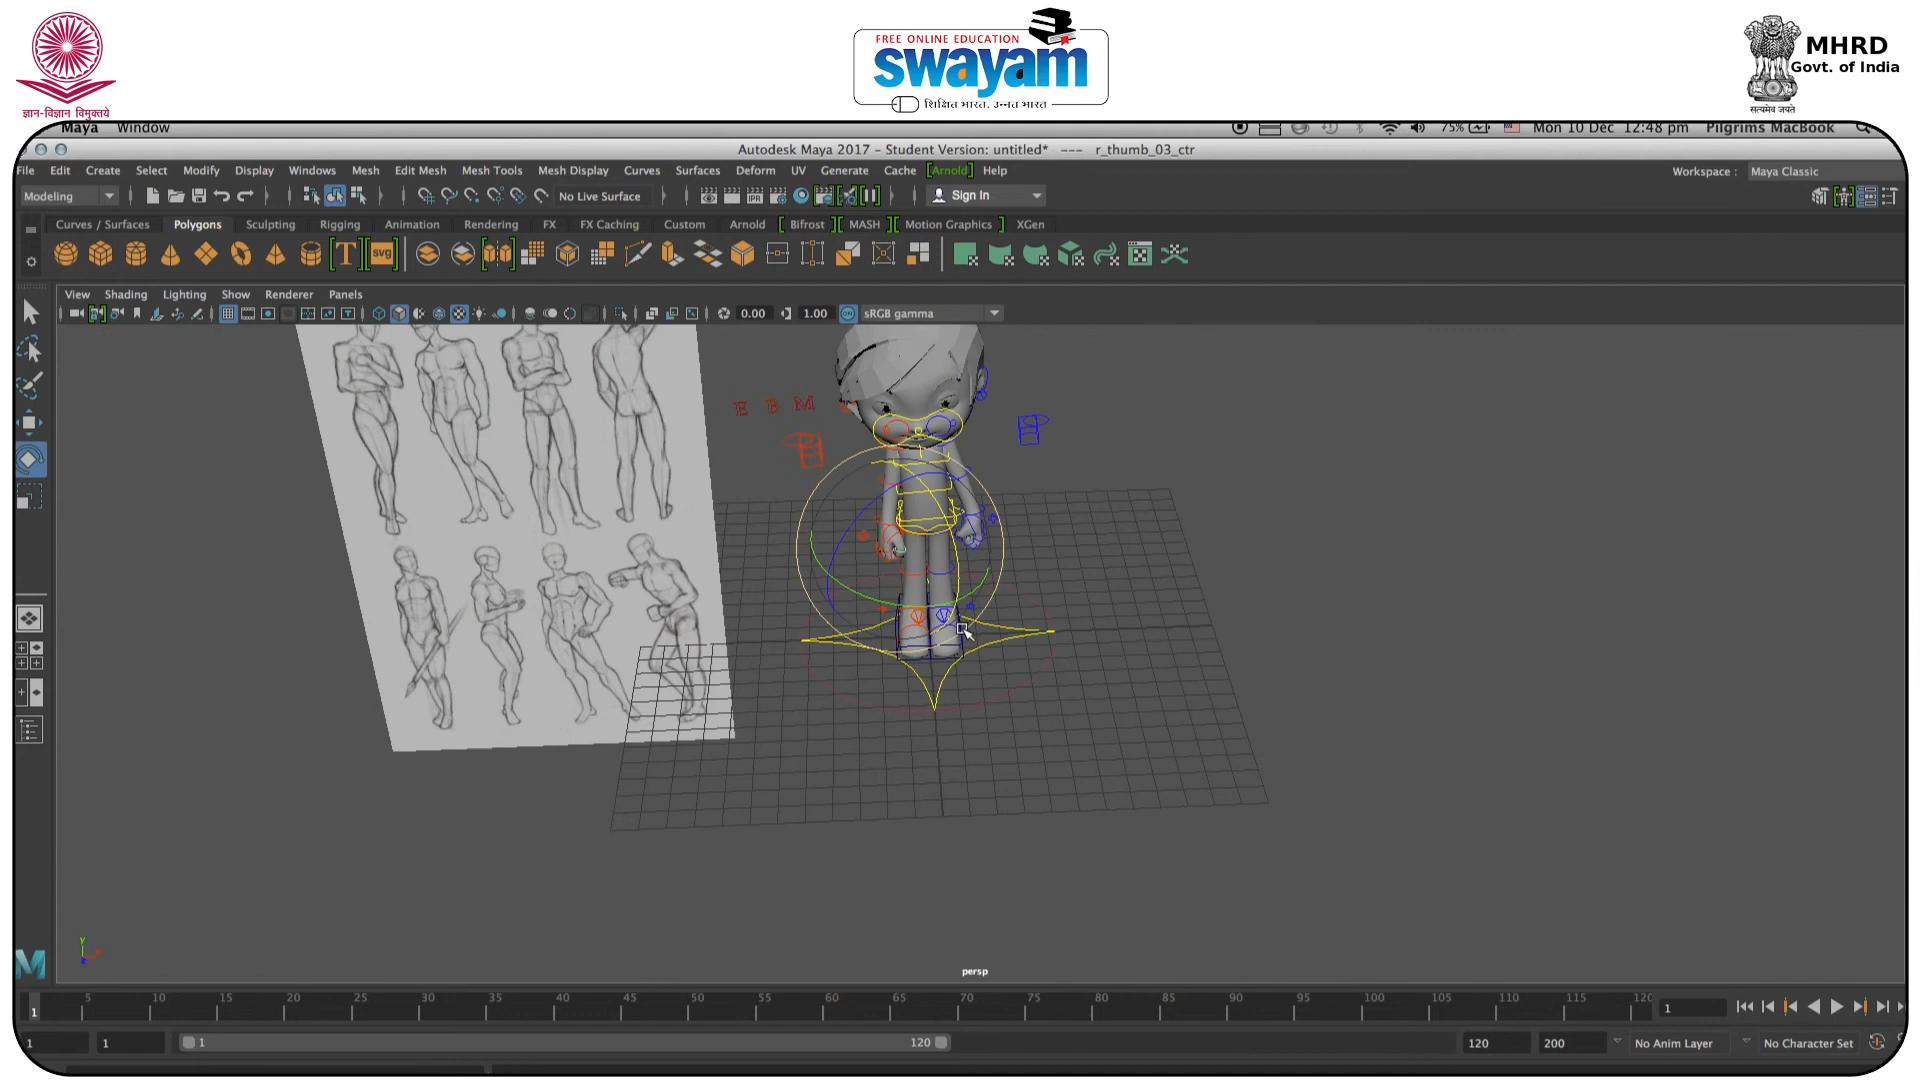 FREE ONLINE EDUCATION
swayam
शिक्षित भारत, उन्नत भारत
ज्ञान-विज्ञान विमुक्तये
MHRD
Govt. of India
सत्यमेव जयते
Maya Window
75% Mon 10 Dec 12:48 pm Pilgrims MacBook
Autodesk Maya 2017 - Student Version: untitled* --- r_thumb_03_ctr
File Edit Create Select Modify Display Windows Mesh Edit Mesh Mesh Tools Mesh Display Curves Surfaces Deform UV Generate Cache [Arnold] Help
Workspace : Maya Classic
Modeling No Live Surface IPR Sign In
Curves / Surfaces Polygons Sculpting Rigging Animation Rendering FX FX Caching Custom Arnold [ Bifrost ] [ MASH ] [ Motion Graphics ] XGen
T SVG
View Shading Lighting Show Renderer Panels
0.00 1.00 ON sRGB gamma
E B M
Y
persp
5 10 15 20 25 30 35 40 45 50 55 60 65 70 75 80 85 90 95 100 105 110 115 120
1 1
1 1 1 120 120 200 No Anim Layer No Character Set